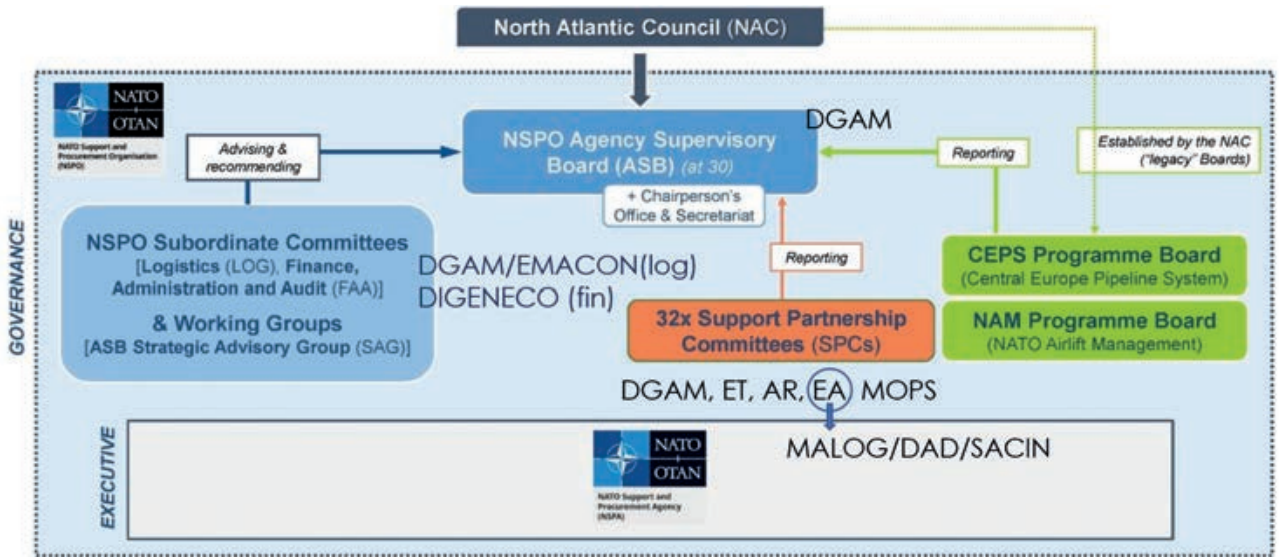 North Atlantic Council (NAC)
NATO
OTAN
NATO Support and
Procurement Organisation
(NSPO)
Advising &
recommending
NSPO Agency Supervisory
Board (ASB) (at 30)
DGAM
+ Chairperson's
Office & Secretariat
Reporting
Established by the NAC
("legacy" Boards)
GOVERNANCE
NSPO Subordinate Committees
[Logistics (LOG), Finance,
Administration and Audit (FAA)]
& Working Groups
[ASB Strategic Advisory Group (SAG)]
DGAM/EMACON(log)
DIGENECO (fin)
Reporting
32x Support Partnership
Committees (SPCs)
CEPS Programme Board
(Central Europe Pipeline System)
NAM Programme Board
(NATO Airlift Management)
DGAM, ET, AR, EA MOPS
MALOG/DAD/SACIN
EXECUTIVE
NATO
OTAN
NATO Support and
Procurement Agency
(NSPA)